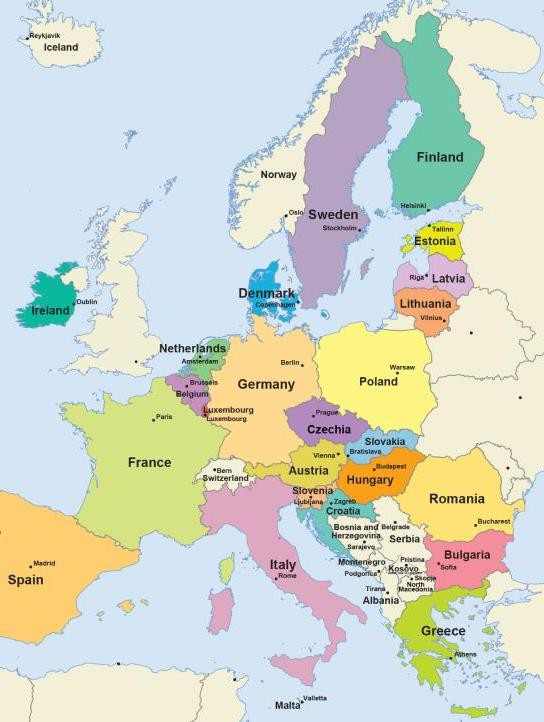 Reykjavik
Iceland
Norway
Oslo
Sweden
Stockholm
Finland
Helsinki
Tallinn
Estonia
Riga
Latvia
Lithuania
Vilnius
Ireland
Dublin
Denmark
Copenhagen
Netherlands
Amsterdam
Brussels
Belgium
Luxembourg
Luxembourg
Berlin
Germany
Warsaw
Poland
Prague
Czechia
Paris
France
Slovakia
Bratislava
Vienna
Austria
Budapest
Hungary
Bern
Switzerland
Slovenia
Ljubljana
Zagreb
Croatia
Romania
Bucharest
Bosnia and
Herzegovina
Sarajevo
Belgrade
Serbia
Montenegro
Podgorica
Pristina
Kosovo
Bulgaria
Sofia
Skopje
North
Macedonia
Tirana
Albania
Italy
Rome
Madrid
Spain
Greece
Athens
Valletta
Malta